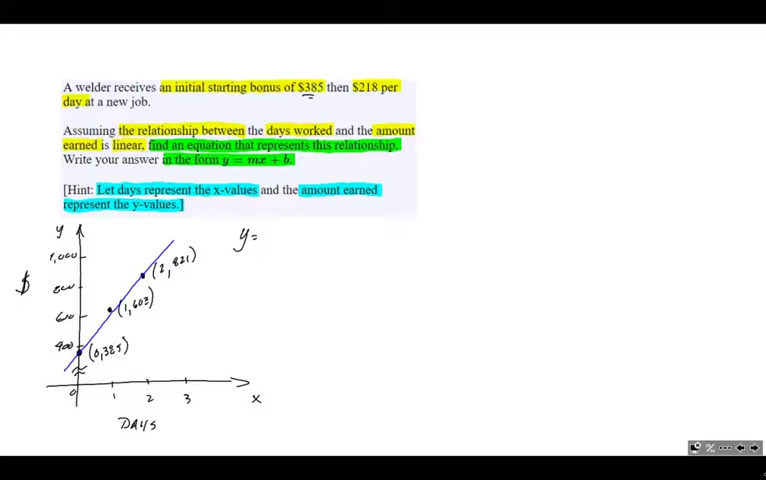 A welder receives an initial starting bonus of $385 then $218 per
day at a new job.
Assuming the relationship between the days worked and the amount
earned is linear, find an equation that represents this relationship.
Write your answer in the form y = mx + b.
[Hint: Let days represent the x-values and the amount earned
represent the y-values.]
y
y=
1,000
(2, 821)
$
800
(1, 603)
600
400
(0, 385)
0
1 2 3
x
DAYS